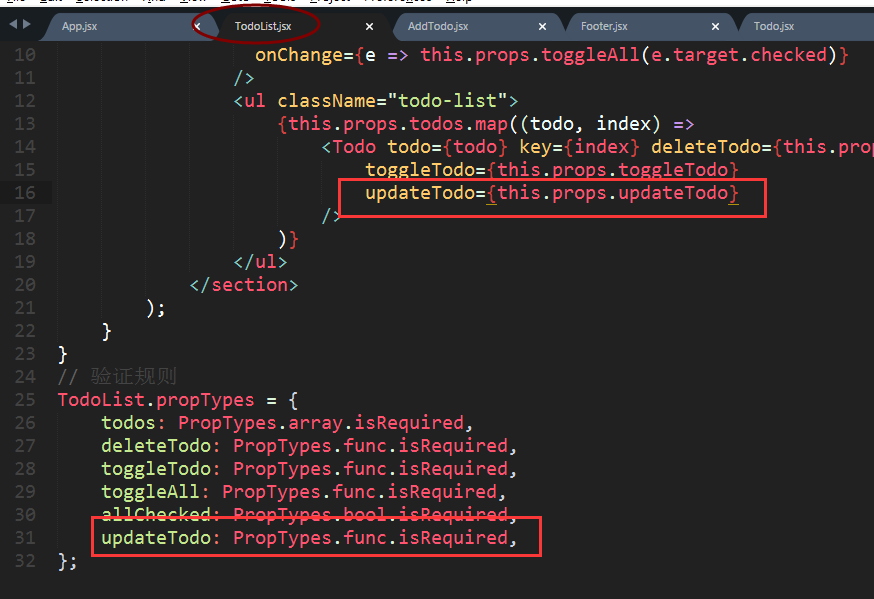 App.jsx × TodoList.jsx × AddTodo.jsx × Footer.jsx × Todo.jsx
10 onChange={e => this.props.toggleAll(e.target.checked)}
11 />
12 <ul className="todo-list">
13 {this.props.todos.map((todo, index) =>
14 <Todo todo={todo} key={index} deleteTodo={this.prop
15 toggleTodo={this.props.toggleTodo}
16 updateTodo={this.props.updateTodo}
17 />
18 )}
19 </ul>
20 </section>
21 );
22 }
23 }
24 // 验证规则
25 TodoList.propTypes = {
26 todos: PropTypes.array.isRequired,
27 deleteTodo: PropTypes.func.isRequired,
28 toggleTodo: PropTypes.func.isRequired,
29 toggleAll: PropTypes.func.isRequired,
30 allChecked: PropTypes.bool.isRequired,
31 updateTodo: PropTypes.func.isRequired,
32 };